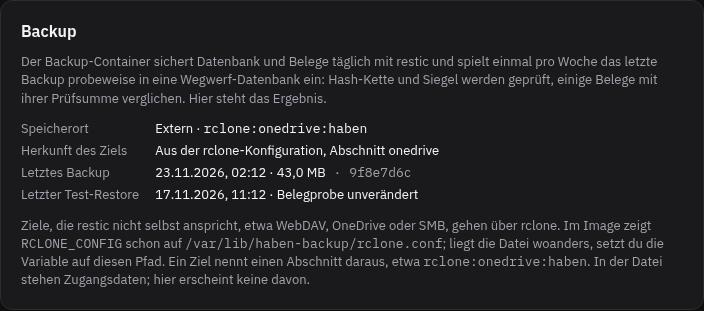 Backup
Der Backup-Container sichert Datenbank und Belege täglich mit restic und spielt einmal pro Woche das letzte
Backup probeweise in eine Wegwerf-Datenbank ein: Hash-Kette und Siegel werden geprüft, einige Belege mit
ihrer Prüfsumme verglichen. Hier steht das Ergebnis.
Speicherort Extern · rclone:onedrive:haben
Herkunft des Ziels Aus der rclone-Konfiguration, Abschnitt onedrive
Letztes Backup 23.11.2026, 02:12 · 43,0 MB · 9f8e7d6c
Letzter Test-Restore 17.11.2026, 11:12 · Belegprobe unverändert
Ziele, die restic nicht selbst anspricht, etwa WebDAV, OneDrive oder SMB, gehen über rclone. Im Image zeigt
RCLONE_CONFIG schon auf /var/lib/haben-backup/rclone.conf; liegt die Datei woanders, setzt du die
Variable auf diesen Pfad. Ein Ziel nennt einen Abschnitt daraus, etwa rclone:onedrive:haben. In der Datei
stehen Zugangsdaten; hier erscheint keine davon.